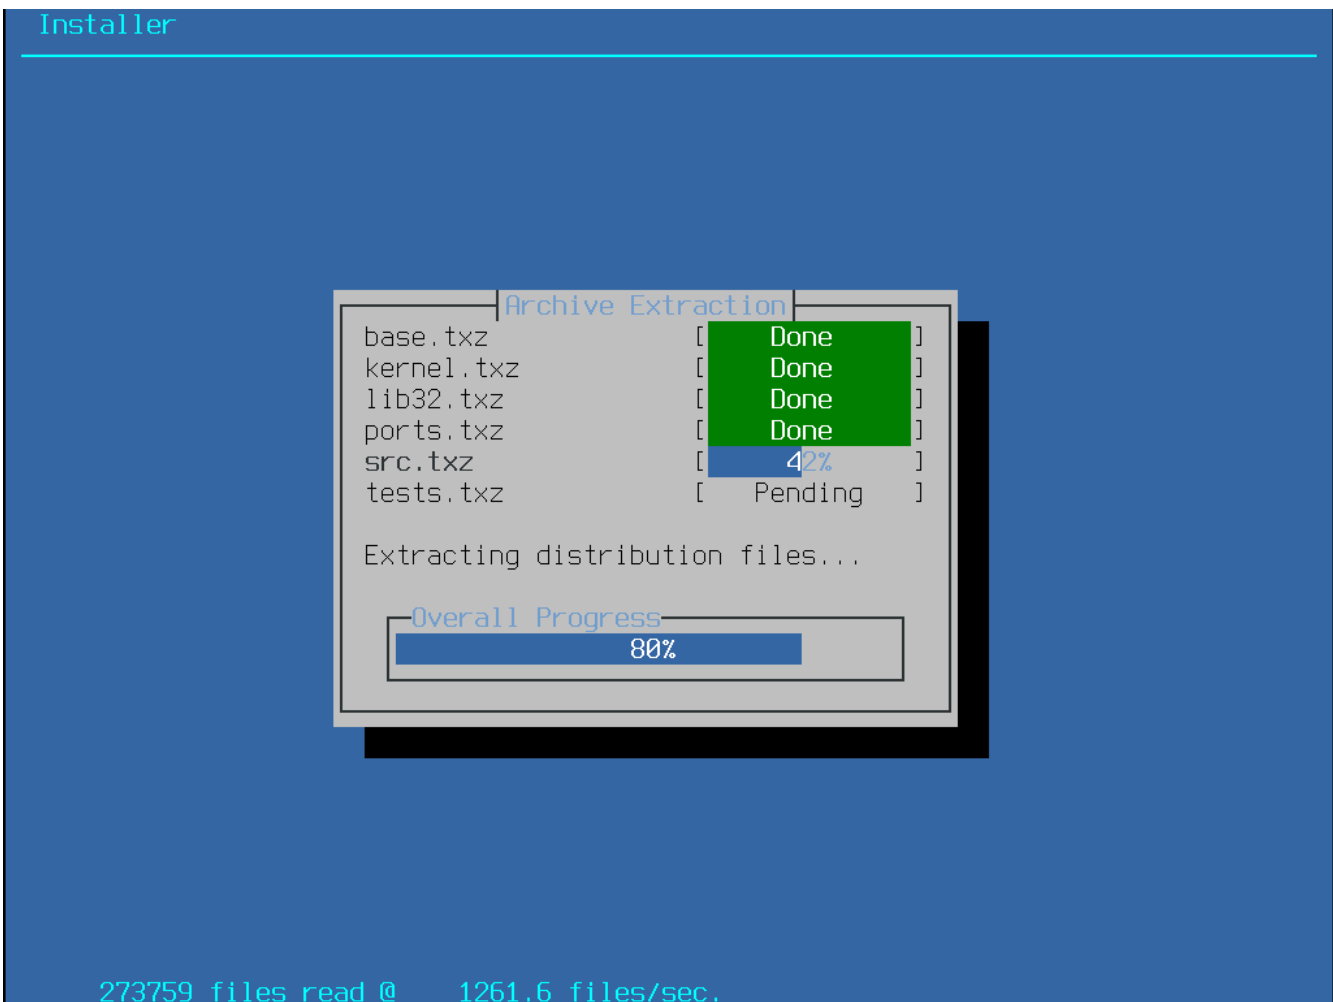 Installer
Archive Extraction
base.txz [ Done ]
kernel.txz [ Done ]
lib32.txz [ Done ]
ports.txz [ Done ]
src.txz [ 42% ]
tests.txz [ Pending ]
Extracting distribution files...
Overall Progress
80%
273759 files read @ 1261.6 files/sec.